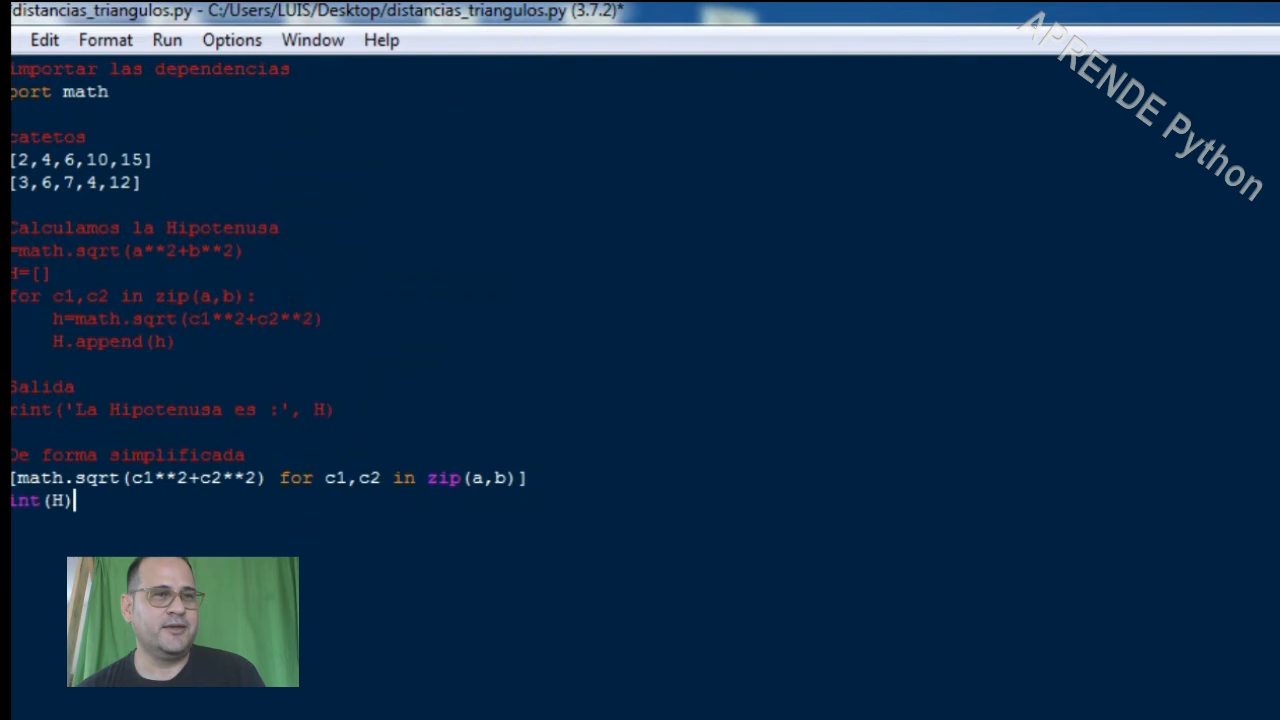 distancias_triangulos.py - C:/Users/LUIS/Desktop/distancias_triangulos.py (3.7.2)*
Edit Format Run Options Window Help
APRENDE Python
importar las dependencias
port math
catetos
[2,4,6,10,15]
[3,6,7,4,12]
Calculamos la Hipotenusa
=math.sqrt(a**2+b**2)
H=[]
for c1,c2 in zip(a,b):
h=math.sqrt(c1**2+c2**2)
H.append(h)
Salida
rint('La Hipotenusa es :', H)
De forma simplificada
[math.sqrt(c1**2+c2**2) for c1,c2 in zip(a,b)]
int(H)